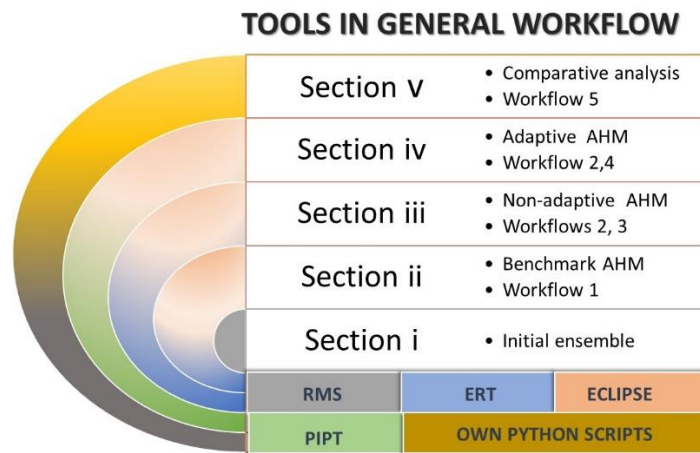 TOOLS IN GENERAL WORKFLOW
Section v
• Comparative analysis
• Workflow 5
Section iv
• Adaptive AHM
• Workflow 2,4
Section iii
• Non-adaptive AHM
• Workflows 2, 3
Section ii
• Benchmark AHM
• Workflow 1
Section i
• Initial ensemble
RMS ERT ECLIPSE
PIPT OWN PYTHON SCRIPTS